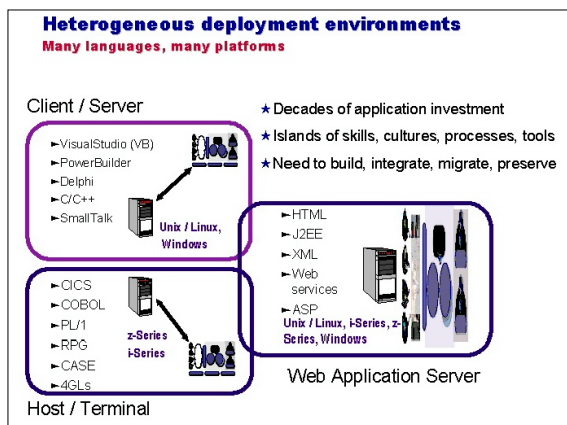 Heterogeneous deployment environments
Many languages, many platforms
Client / Server
►VisualStudio (VB)
►PowerBuilder
►Delphi
►C/C++
►SmallTalk
Unix / Linux,
Windows
★Decades of application investment
★Islands of skills, cultures, processes, tools
★Need to build, integrate, migrate, preserve
►HTML
►J2EE
►XML
►Web
services
►ASP
Unix / Linux, i-Series, z-
Series, Windows
Web Application Server
►CICS
►COBOL
►PL/1
►RPG
►CASE
►4GLs
z-Series
i-Series
Host / Terminal